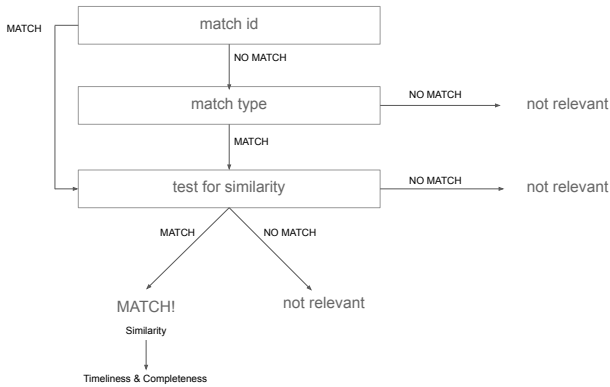 match id
MATCH
NO MATCH
match type
NO MATCH
not relevant
MATCH
test for similarity
NO MATCH
not relevant
MATCH
NO MATCH
MATCH!
not relevant
Similarity
Timeliness & Completeness